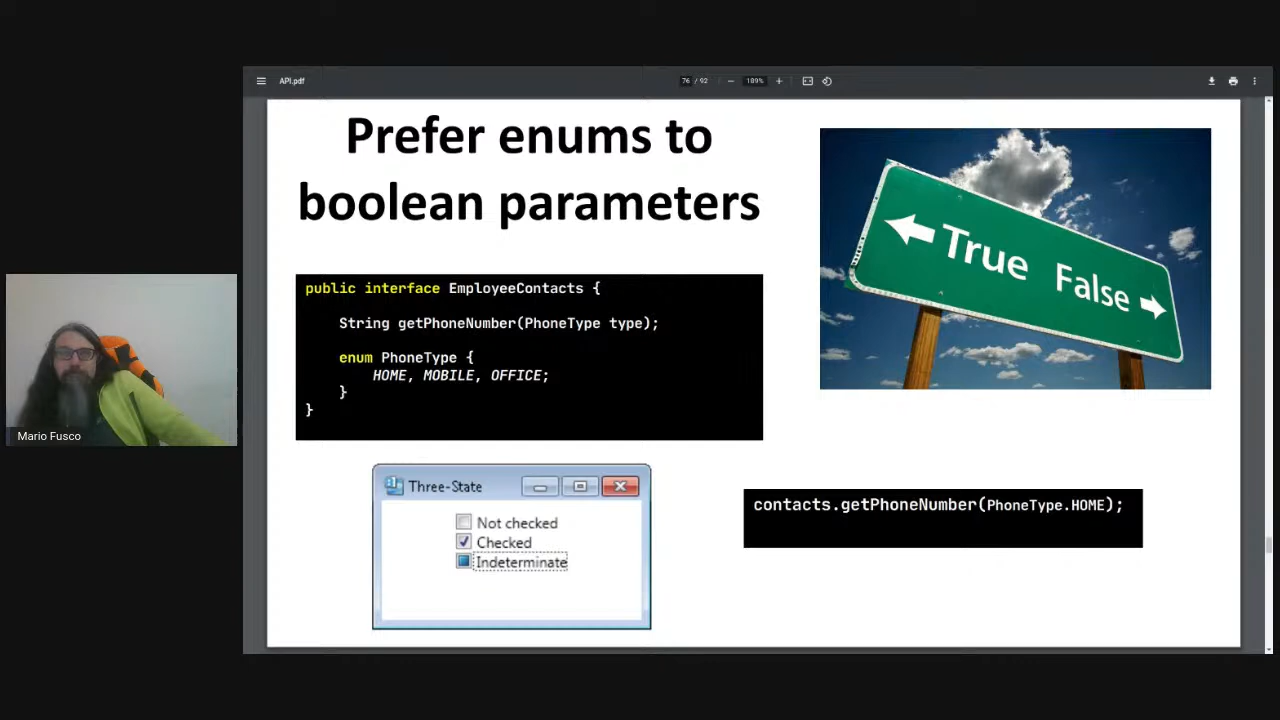 API.pdf
76 / 92
189%
Prefer enums to
boolean parameters
True False
public interface EmployeeContacts {
String getPhoneNumber(PhoneType type);
enum PhoneType {
HOME, MOBILE, OFFICE;
}
}
Mario Fusco
Three-State
Not checked
Checked
Indeterminate
contacts.getPhoneNumber(PhoneType.HOME);